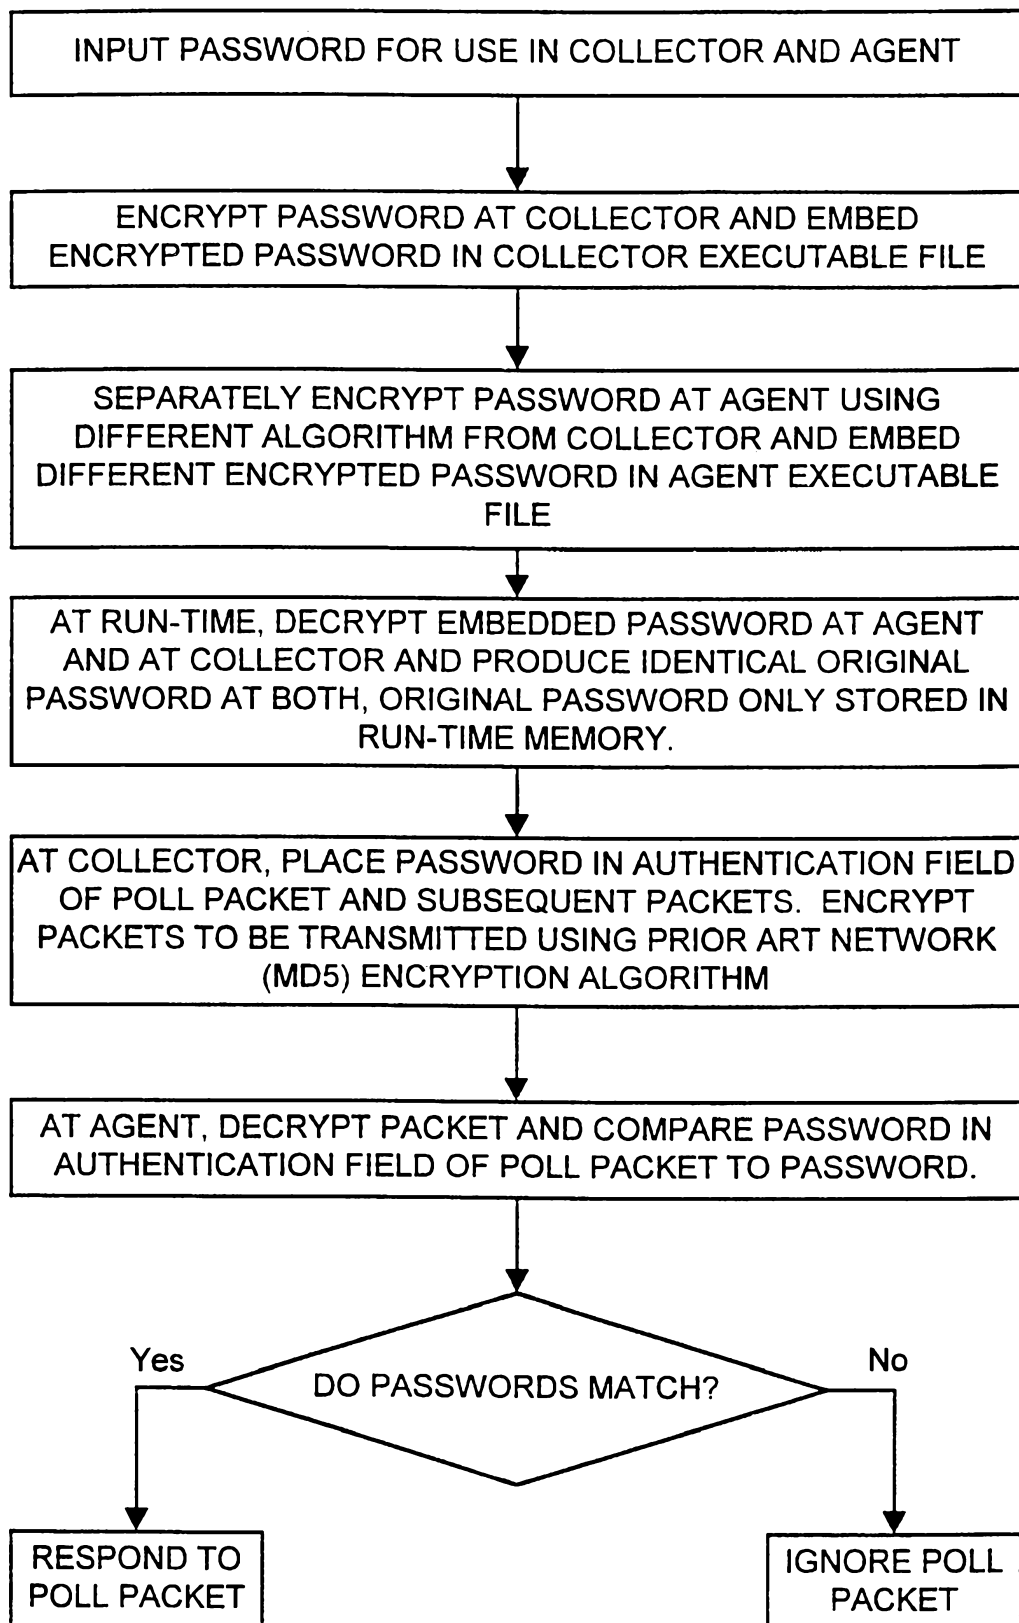 INPUT PASSWORD FOR USE IN COLLECTOR AND AGENT
ENCRYPT PASSWORD AT COLLECTOR AND EMBED
ENCRYPTED PASSWORD IN COLLECTOR EXECUTABLE FILE
SEPARATELY ENCRYPT PASSWORD AT AGENT USING
DIFFERENT ALGORITHM FROM COLLECTOR AND EMBED
DIFFERENT ENCRYPTED PASSWORD IN AGENT EXECUTABLE
FILE
AT RUN-TIME, DECRYPT EMBEDDED PASSWORD AT AGENT
AND AT COLLECTOR AND PRODUCE IDENTICAL ORIGINAL
PASSWORD AT BOTH, ORIGINAL PASSWORD ONLY STORED IN
RUN-TIME MEMORY.
AT COLLECTOR, PLACE PASSWORD IN AUTHENTICATION FIELD
OF POLL PACKET AND SUBSEQUENT PACKETS. ENCRYPT
PACKETS TO BE TRANSMITTED USING PRIOR ART NETWORK
(MD5) ENCRYPTION ALGORITHM
AT AGENT, DECRYPT PACKET AND COMPARE PASSWORD IN
AUTHENTICATION FIELD OF POLL PACKET TO PASSWORD.
Yes
No
DO PASSWORDS MATCH?
RESPOND TO
POLL PACKET
IGNORE POLL
PACKET